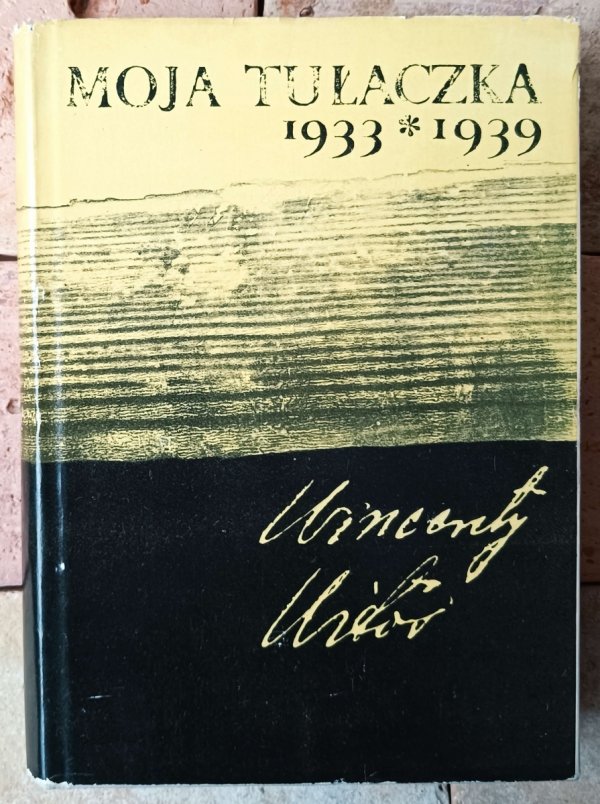 MOJA TUŁACZKA
1933 * 1939
Wincenty
Witos